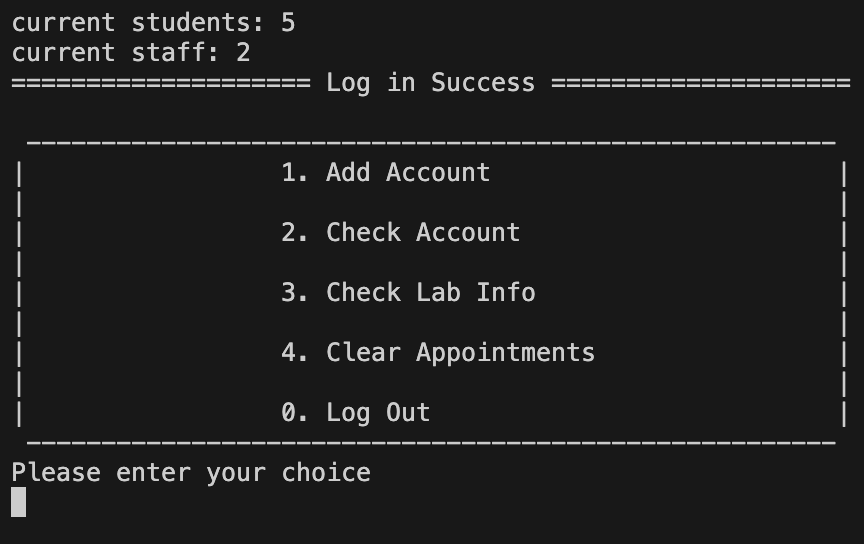 current students: 5
current staff: 2
==================== Log in Success ====================
------------------------------------------------------
|                 1. Add Account                       |
|                                                      |
|                 2. Check Account                     |
|                                                      |
|                 3. Check Lab Info                    |
|                                                      |
|                 4. Clear Appointments                |
|                                                      |
|                 0. Log Out                           |
------------------------------------------------------
Please enter your choice